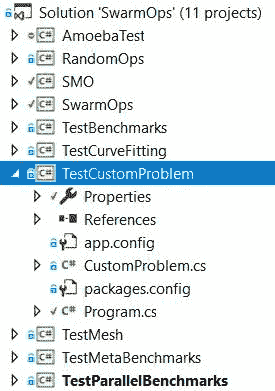 Solution 'SwarmOps' (11 projects)
C# AmoebaTest
C# RandomOps
C# SMO
C# SwarmOps
C# TestBenchmarks
C# TestCurveFitting
C# TestCustomProblem
Properties
References
app.config
C# CustomProblem.cs
packages.config
C# Program.cs
C# TestMesh
C# TestMetaBenchmarks
C# TestParallelBenchmarks